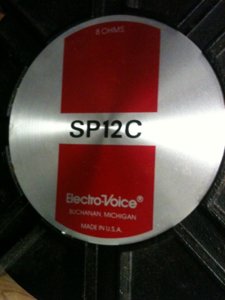 8 OHMS
SP12C
Electro-Voice®
BUCHANAN, MICHIGAN
MADE IN U.S.A.